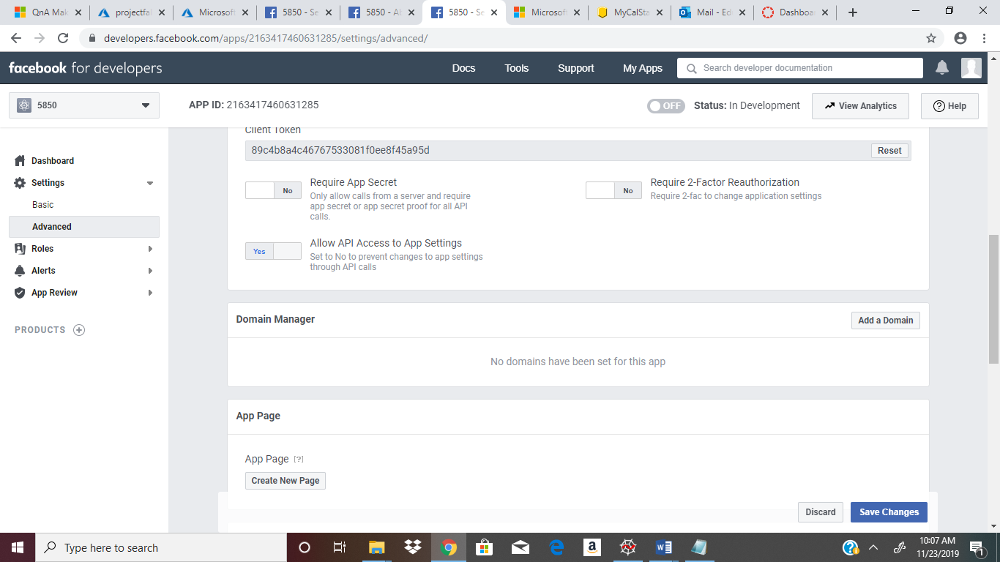 QnA Mak
projectfal
Microsoft
5850 - Se
5850 - Al
5850 - Se
Microsoft
MyCalSta
Mail - Ed
Dashboar
developers.facebook.com/apps/2163417460631285/settings/advanced/
facebook for developers
Docs
Tools
Support
My Apps
Search developer documentation
5850
APP ID: 2163417460631285
OFF
Status: In Development
View Analytics
Help
Dashboard
Settings
Basic
Advanced
Roles
Alerts
App Review
PRODUCTS
Client Token
89c4b8a4c46767533081f0ee8f45a95d
Reset
No
Require App Secret
Only allow calls from a server and require
app secret or app secret proof for all API
calls.
No
Require 2-Factor Reauthorization
Require 2-fac to change application settings
Yes
Allow API Access to App Settings
Set to No to prevent changes to app settings
through API calls
Domain Manager
Add a Domain
No domains have been set for this app
App Page
App Page [?]
Create New Page
Discard
Save Changes
Type here to search
10:07 AM
11/23/2019
1